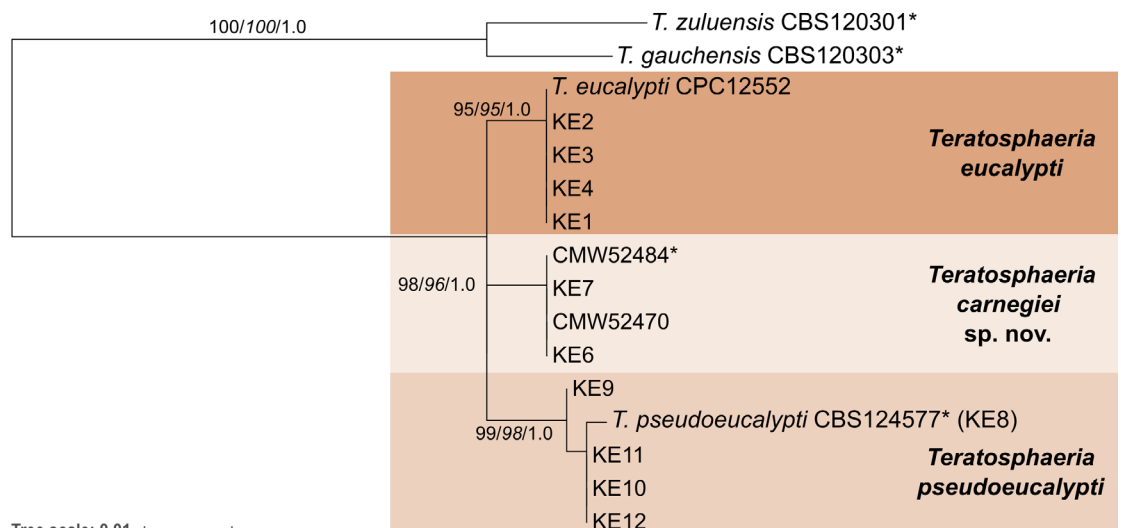 100/100/1.0
T. zuluensis CBS120301*
T. gauchensis CBS120303*
T. eucalypti CPC12552
95/95/1.0
KE2
KE3
KE4
KE1
Teratosphaeria
eucalypti
CMW52484*
98/96/1.0
KE7
CMW52470
KE6
Teratosphaeria
carnegiei
sp. nov.
KE9
T. pseudoeucalypti CBS124577* (KE8)
99/98/1.0
KE11
KE10
KE12
Teratosphaeria
pseudoeucalypti
Tree scale: 0.01